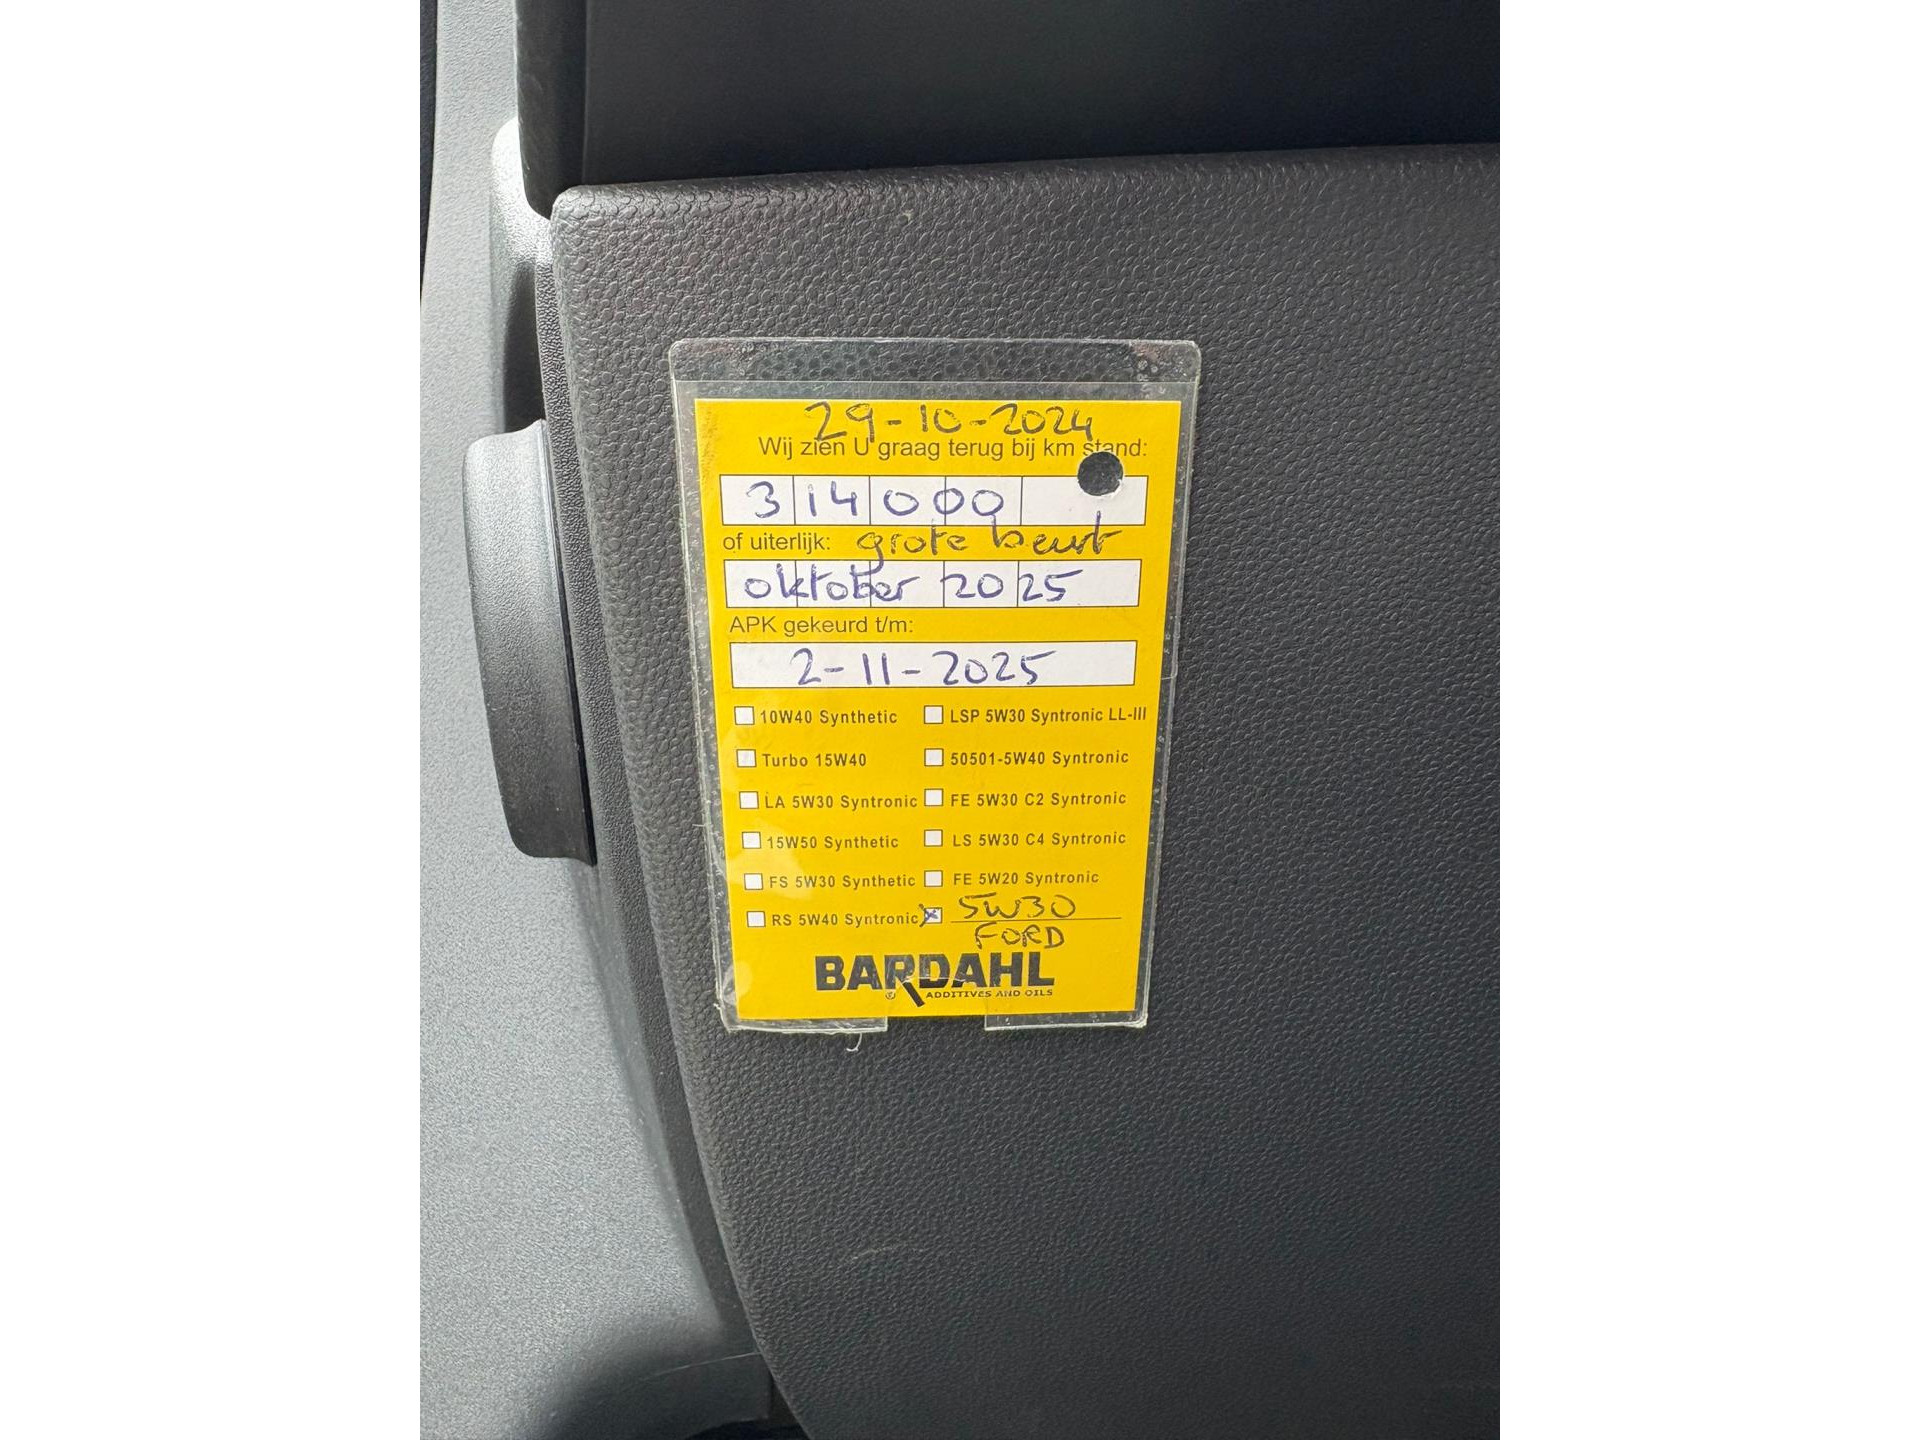 29-10-2024
Wij zien U graag terug bij km stand:
314000
of uiterlijk: grote beurt
oktober 2025
APK gekeurd t/m:
2-11-2025
10W40 Synthetic
LSP 5W30 Syntronic LL-III
Turbo 15W40
50501-5W40 Syntronic
LA 5W30 Syntronic
FE 5W30 C2 Syntronic
15W50 Synthetic
LS 5W30 C4 Syntronic
FS 5W30 Synthetic
FE 5W20 Syntronic
RS 5W40 Syntronic
x 5W30
FORD
BARDAHL
® ADDITIVES AND OILS